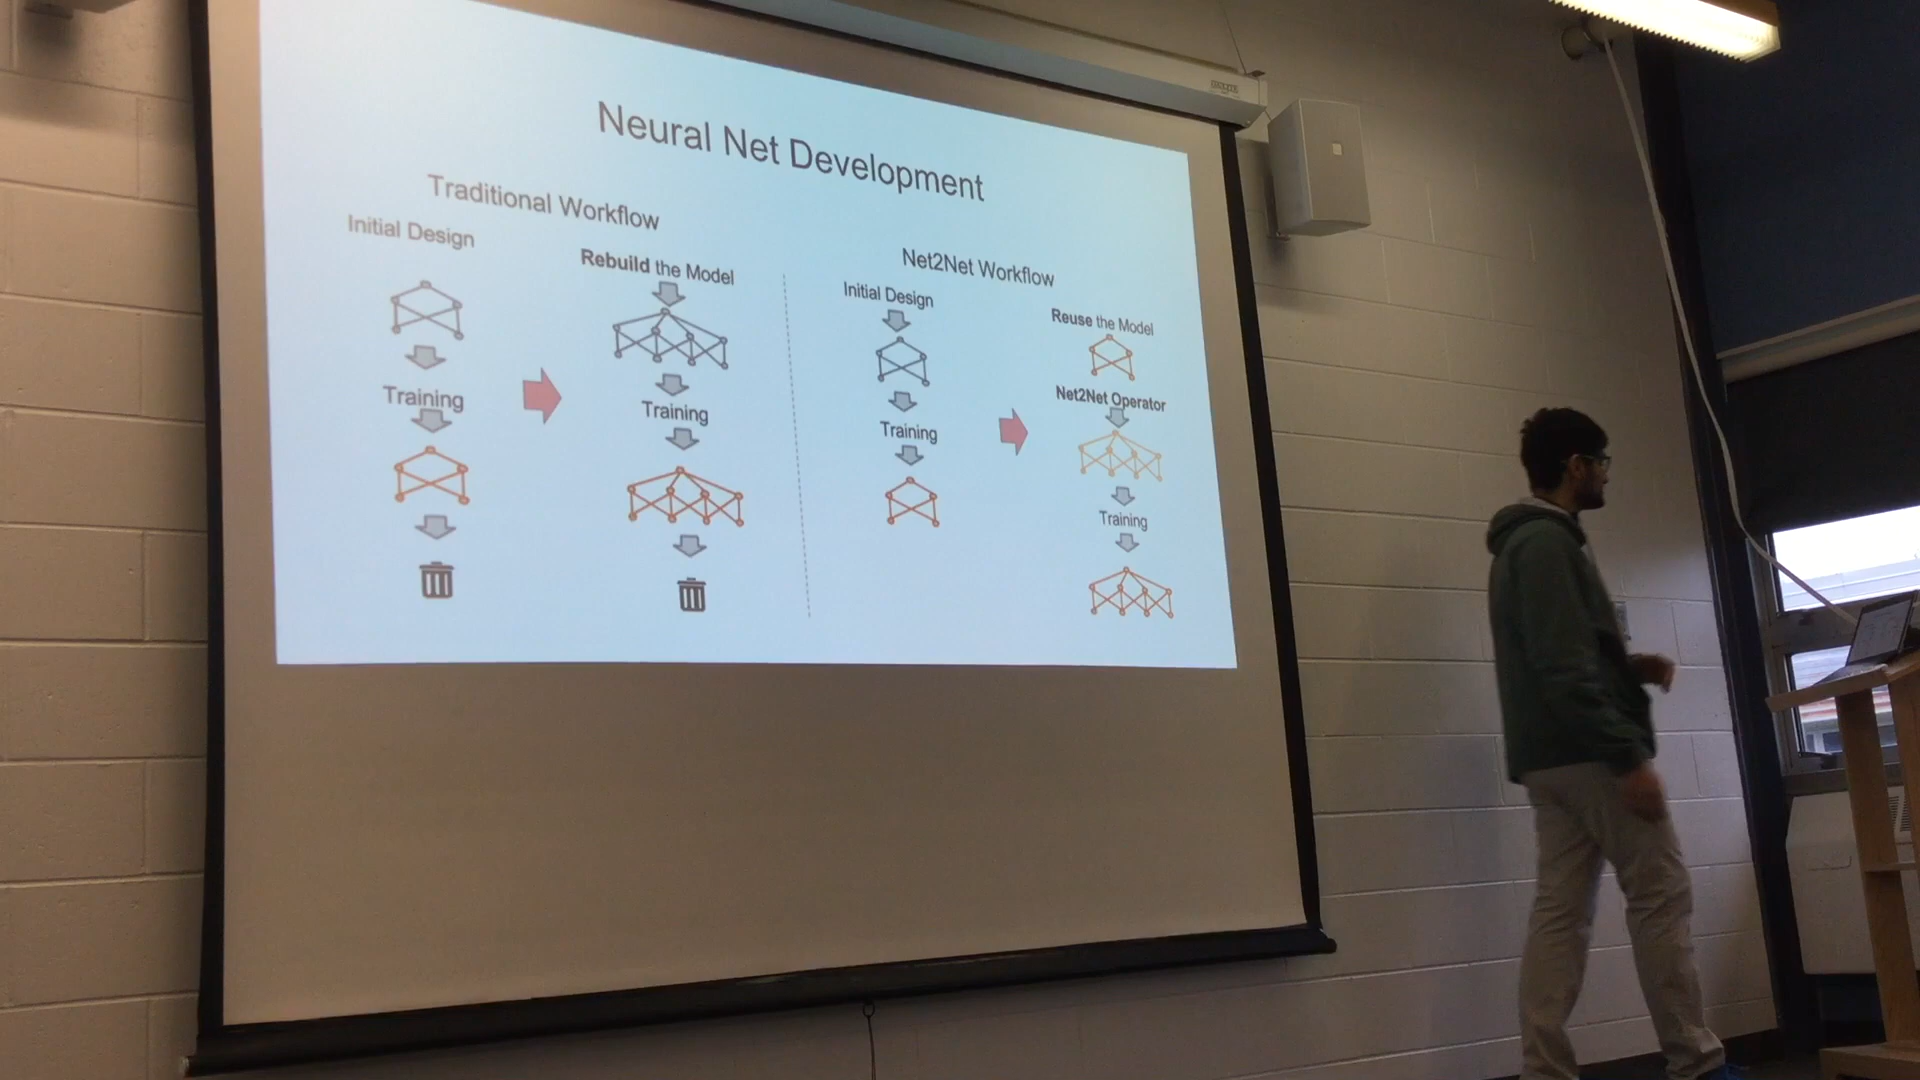 Neural Net Development
Traditional Workflow
Initial Design
Training
Rebuild the Model
Training
Net2Net Workflow
Initial Design
Training
Reuse the Model
Net2Net Operator
Training